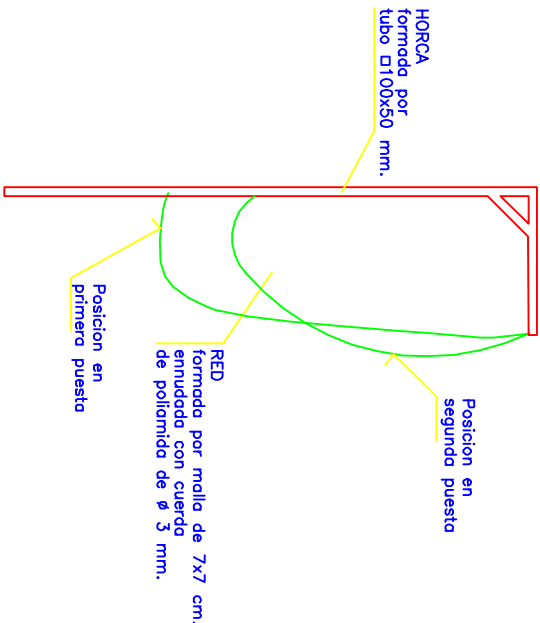 HORCA
formada por
tubo □100x50 mm.
Posicion en
segunda puesta
RED
formada por malla de 7x7 cm.
ennudada con cuerda
de poliamida de ø 3 mm.
Posicion en
primera puesta